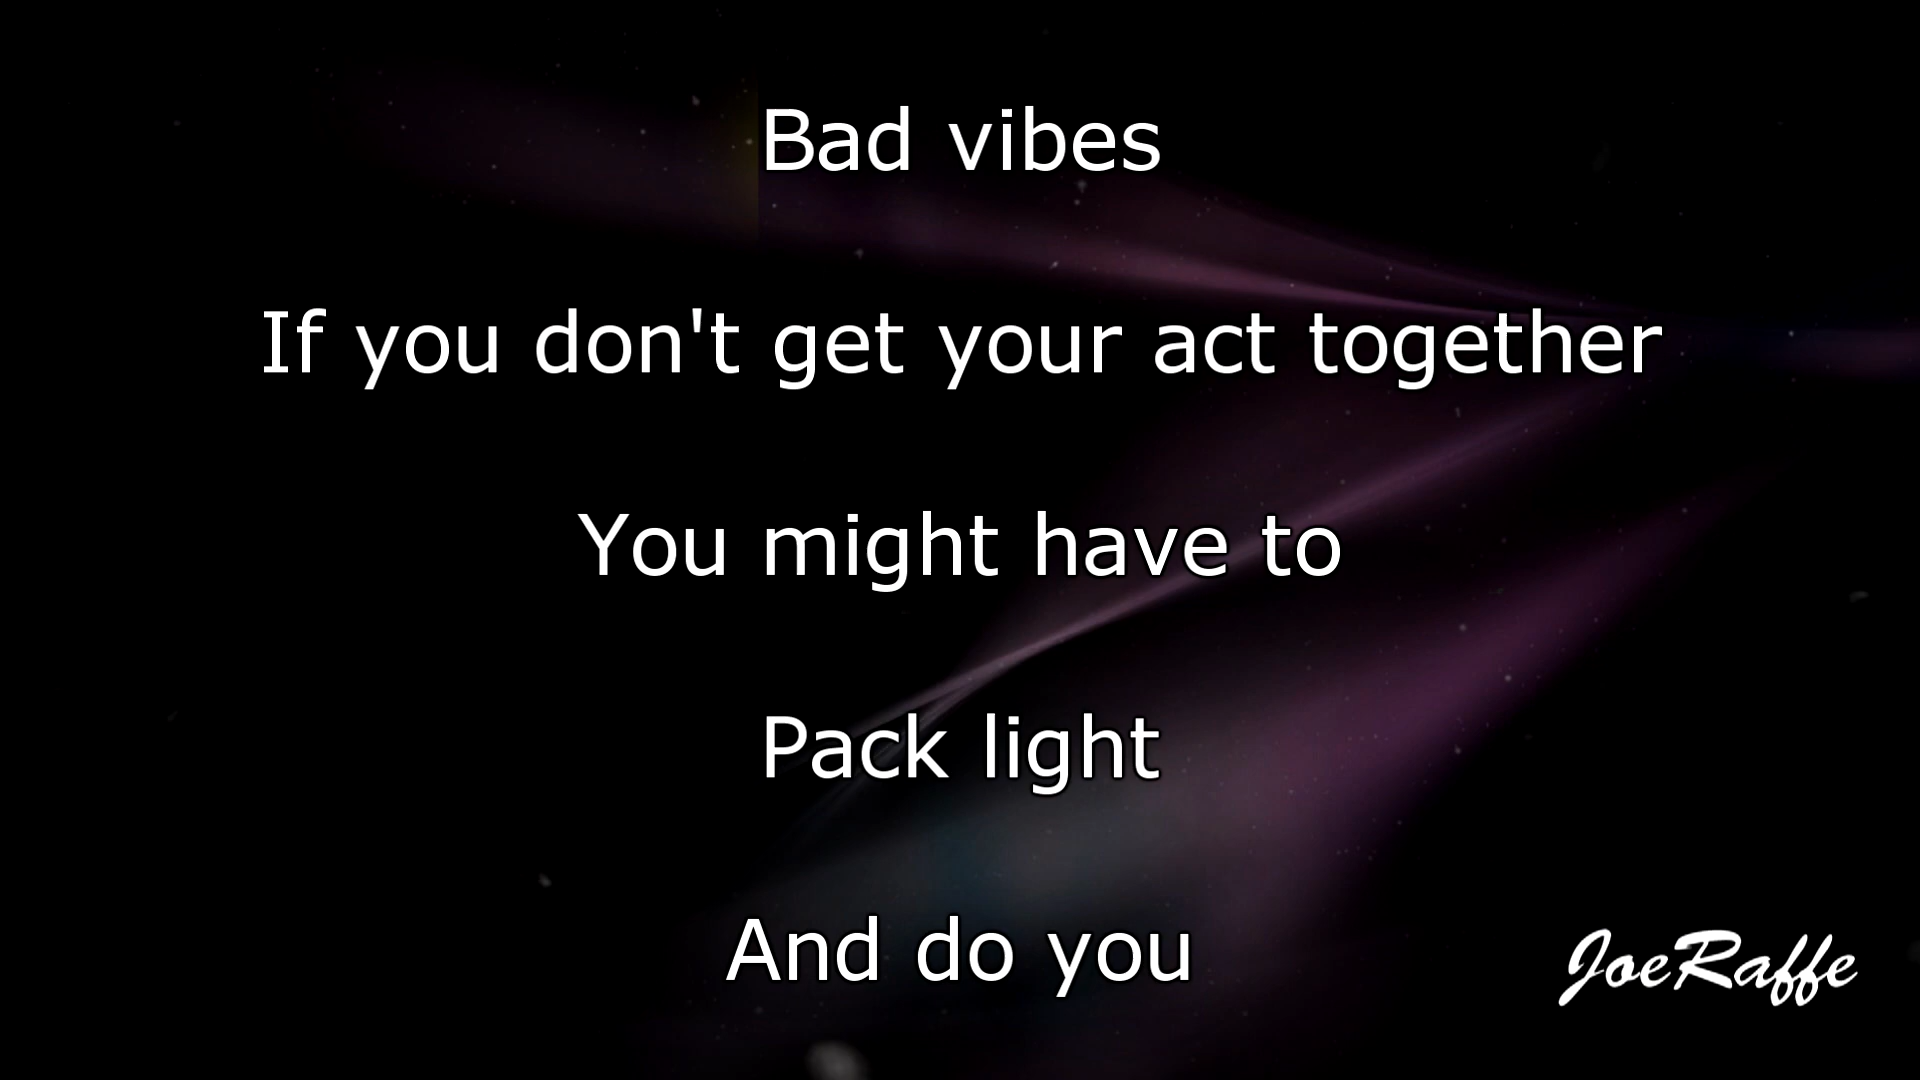 Bad vibes
If you don't get your act together
You might have to
Pack light
And do you
JoeRaffe